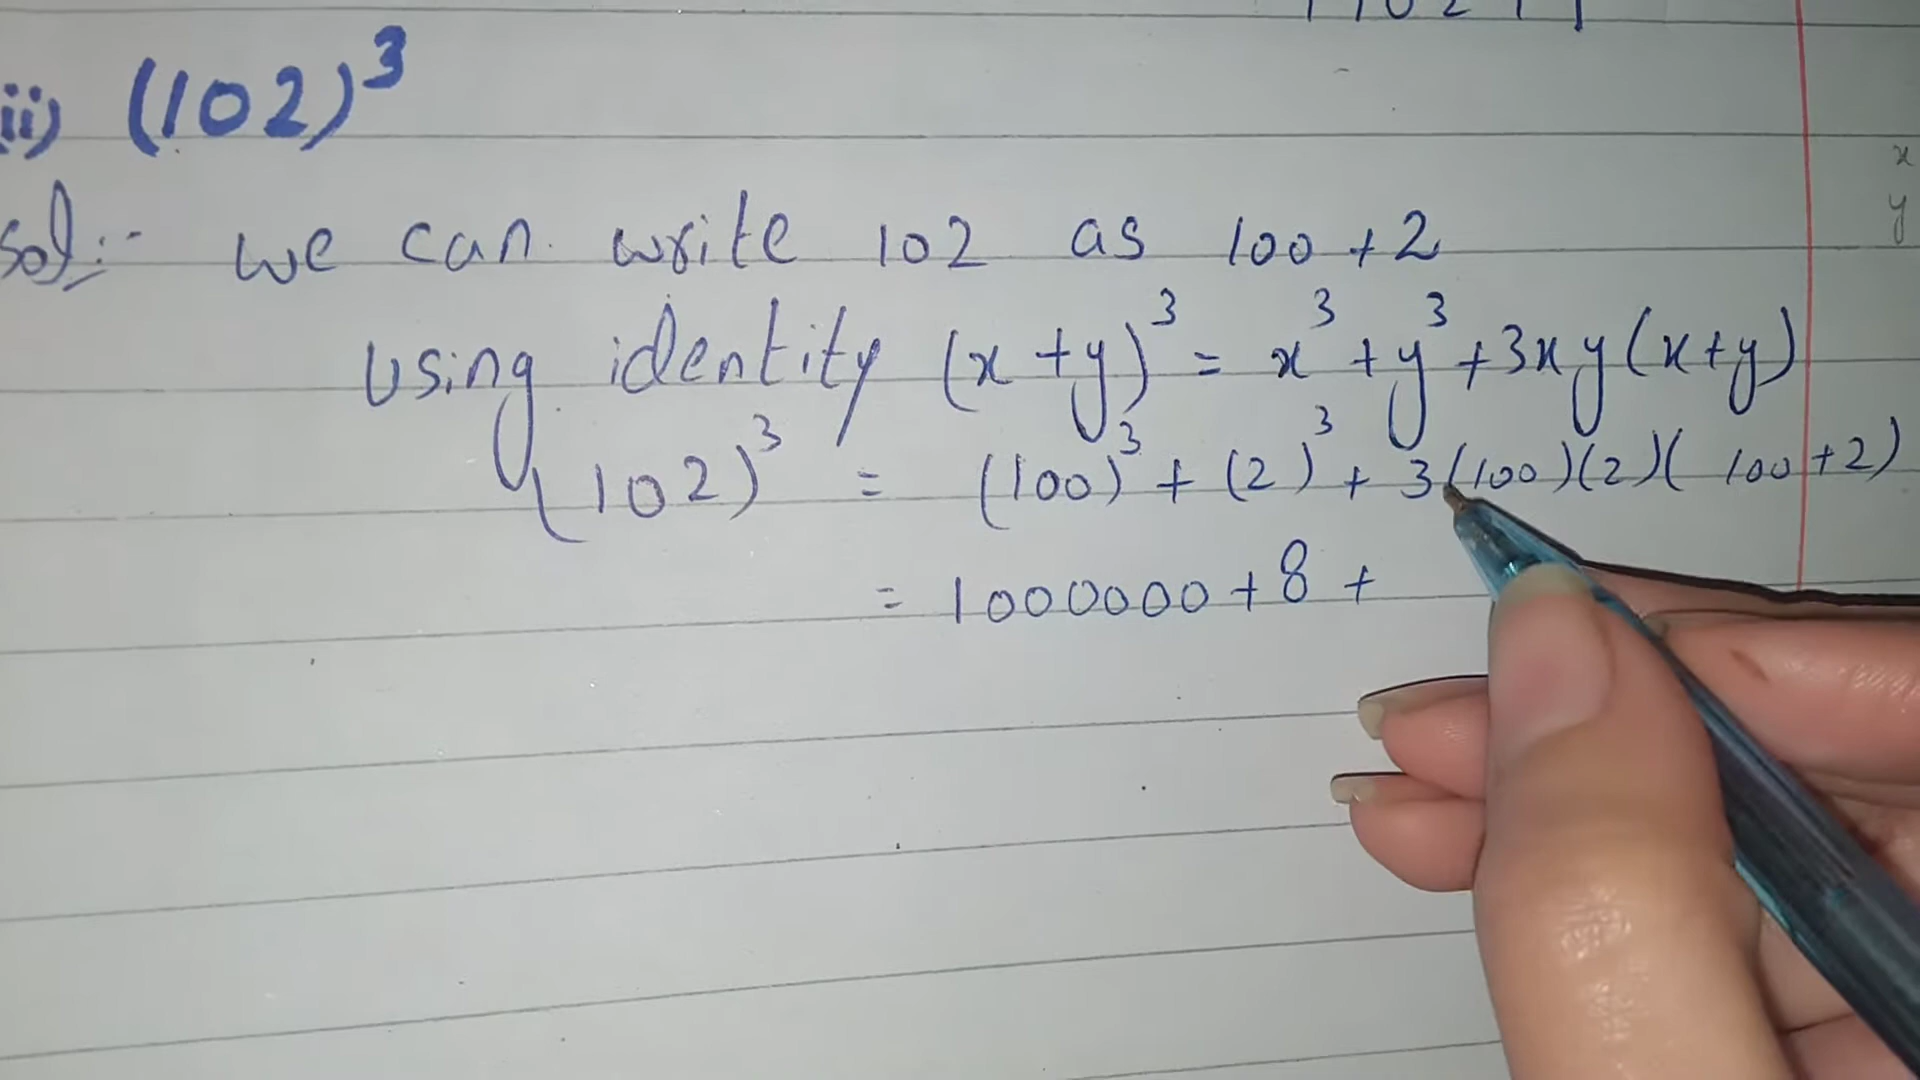 ii) (102)³
Sol:- we can write 102 as 100 + 2
using identity (x + y)³ = x³ + y³ + 3xy(x+y)
(102)³ = (100)³ + (2)³ + 3(100)(2)(100+2)
= 1000000 + 8 +
x
y